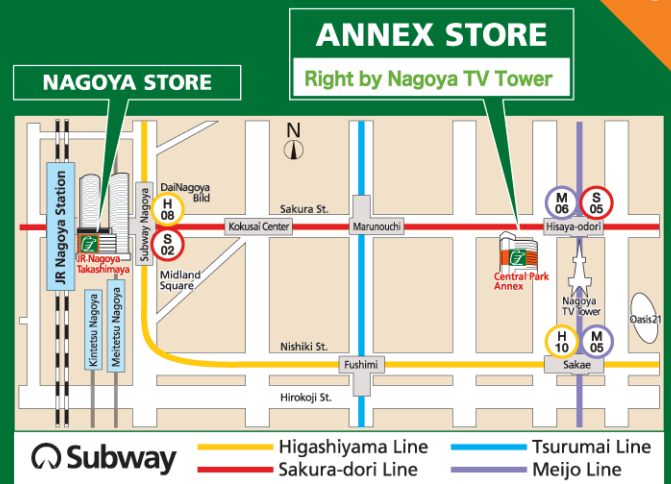 ANNEX STORE
Right by Nagoya TV Tower
NAGOYA STORE
N
JR Nagoya Station
JR Nagoya
Takashimaya
Kintetsu Nagoya
Meitetsu Nagoya
Subway Nagoya
DaiNagoya
Bild
H
08
S
02
Midland
Square
Sakura St.
Kokusai Center
Marunouchi
M
06
S
05
Hisaya-odori
Central Park
Annex
Nagoya
TV Tower
Oasis21
H
10
M
05
Nishiki St.
Fushimi
Sakae
Hirokoji St.
Subway
Higashiyama Line
Tsurumai Line
Sakura-dori Line
Meijo Line